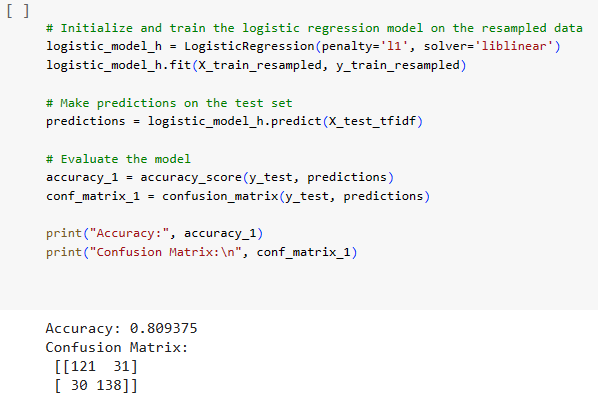 [ ]
# Initialize and train the logistic regression model on the resampled data
logistic_model_h = LogisticRegression(penalty='l1', solver='liblinear')
logistic_model_h.fit(X_train_resampled, y_train_resampled)
# Make predictions on the test set
predictions = logistic_model_h.predict(X_test_tfidf)
# Evaluate the model
accuracy_1 = accuracy_score(y_test, predictions)
conf_matrix_1 = confusion_matrix(y_test, predictions)
print("Accuracy:", accuracy_1)
print("Confusion Matrix:\n", conf_matrix_1)
Accuracy: 0.809375
Confusion Matrix:
[[121  31]
[ 30 138]]